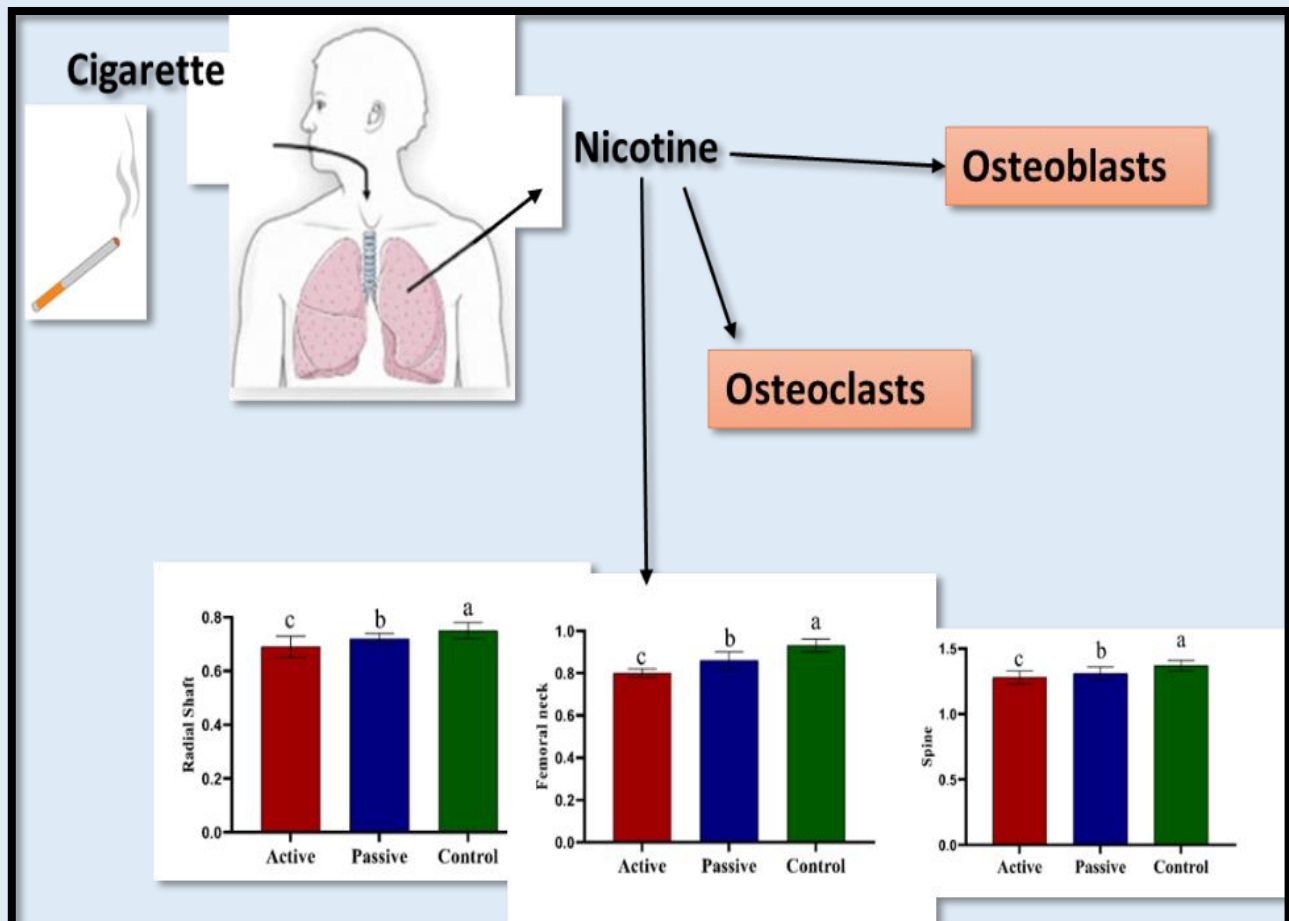 Cigarette
Nicotine
Osteoblasts
Osteoclasts
Radial Shaft
0.8
0.6
0.4
0.2
0.0
c
b
a
Active Passive Control
Femoral neck
1.0
0.8
0.6
0.4
0.2
0.0
c
b
a
Active Passive Control
Spine
1.5
1.0
0.5
0.0
c
b
a
Active Passive Control